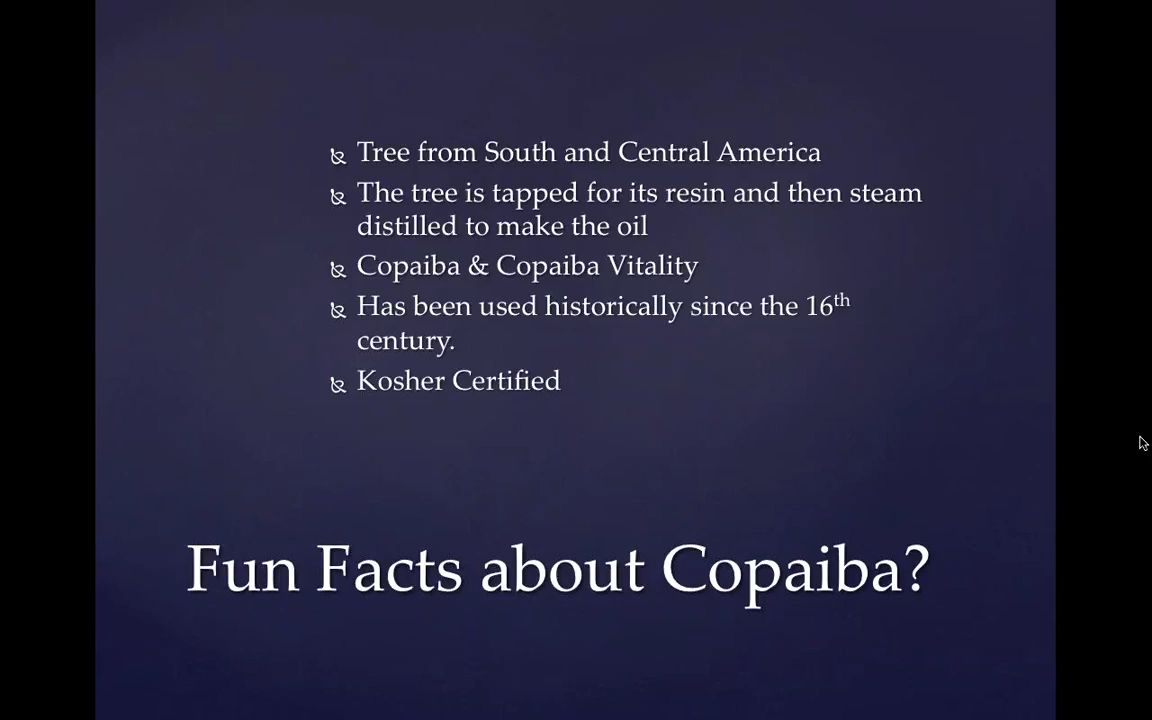 Tree from South and Central America
The tree is tapped for its resin and then steam
distilled to make the oil
Copaiba & Copaiba Vitality
Has been used historically since the 16th
century.
Kosher Certified
Fun Facts about Copaiba?